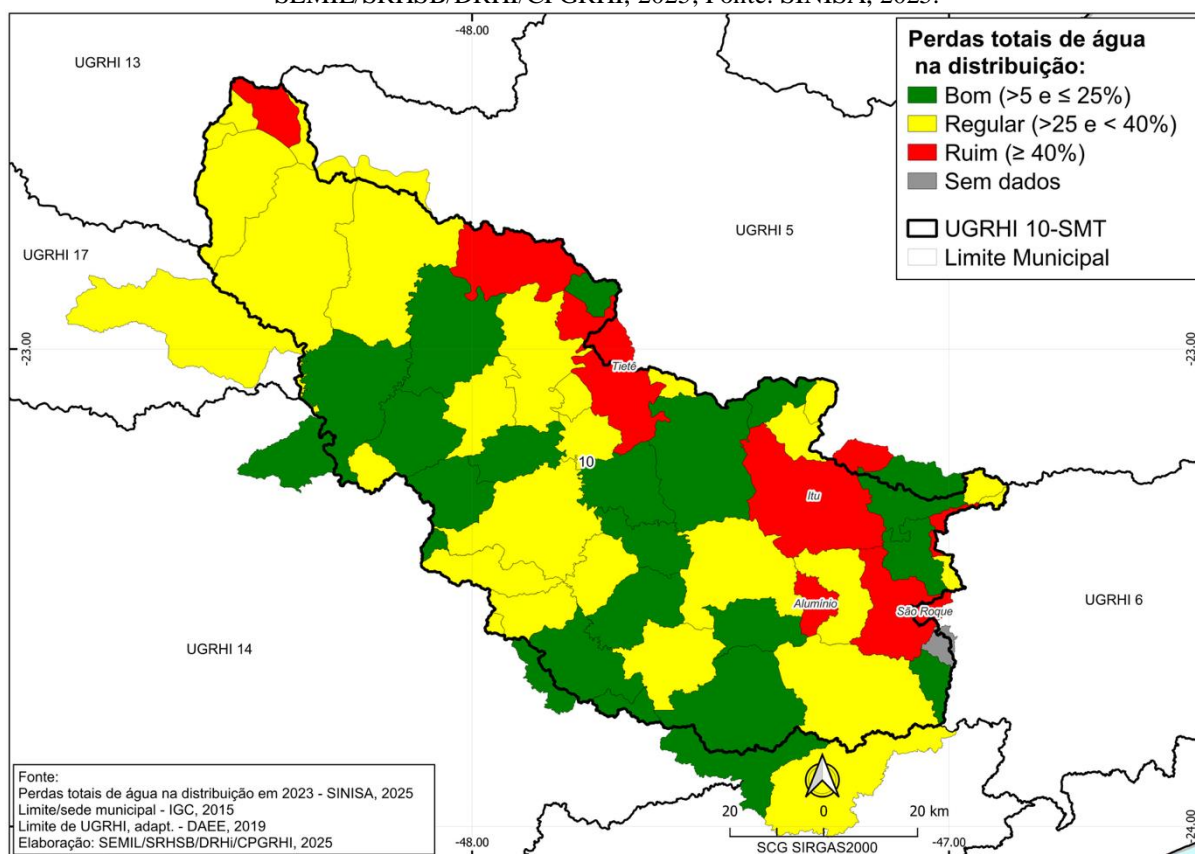 SEMIL/SRHSB/DRHi/CPGRHi, 2025; Fonte: SINISA, 2025.
-48.00
UGRHI 13
Perdas totais de água
na distribuição:
Bom (>5 e ≤ 25%)
Regular (>25 e < 40%)
Ruim (≥ 40%)
Sem dados
UGRHI 10-SMT
Limite Municipal
UGRHI 5
UGRHI 17
-23.00
-23.00
Tietê
10
Itu
Alumínio
São Roque
UGRHI 6
UGRHI 14
Fonte:
Perdas totais de água na distribuição em 2023 - SINISA, 2025
Limite/sede municipal - IGC, 2015
Limite de UGRHI, adapt. - DAEE, 2019
Elaboração: SEMIL/SRHSB/DRHi/CPGRHi, 2025
20 0 20 km
SCG SIRGAS2000
-48.00
-47.00
-24.00